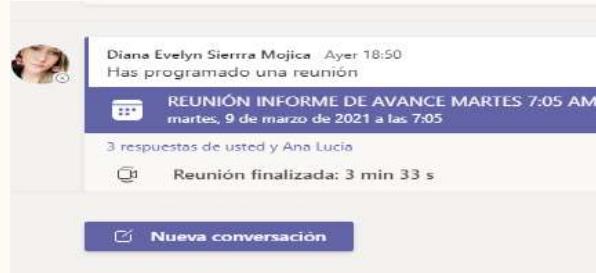 Diana Evelyn Sierrra Mojica Ayer 18:50
Has programado una reunión
REUNIÓN INFORME DE AVANCE MARTES 7:05 AM
martes, 9 de marzo de 2021 a las 7:05
3 respuestas de usted y Ana Lucia
Reunión finalizada: 3 min 33 s
Nueva conversación